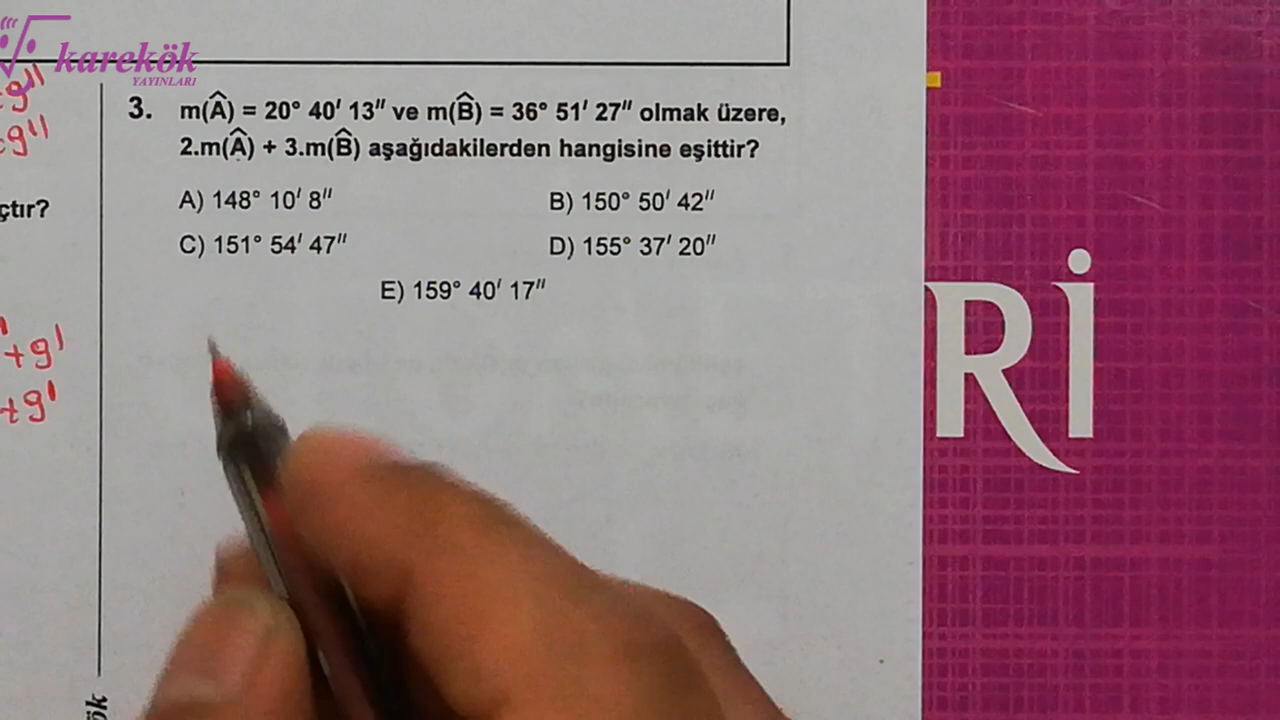 karekök
YAYINLARI
g''
g''
3. m(Â) = 20° 40' 13'' ve m(B̂) = 36° 51' 27'' olmak üzere,
2.m(Â) + 3.m(B̂) aşağıdakilerden hangisine eşittir?
A) 148° 10' 8''
B) 150° 50' 42''
çtır?
C) 151° 54' 47''
D) 155° 37' 20''
E) 159° 40' 17''
+g'
+g'
ök
Rİ